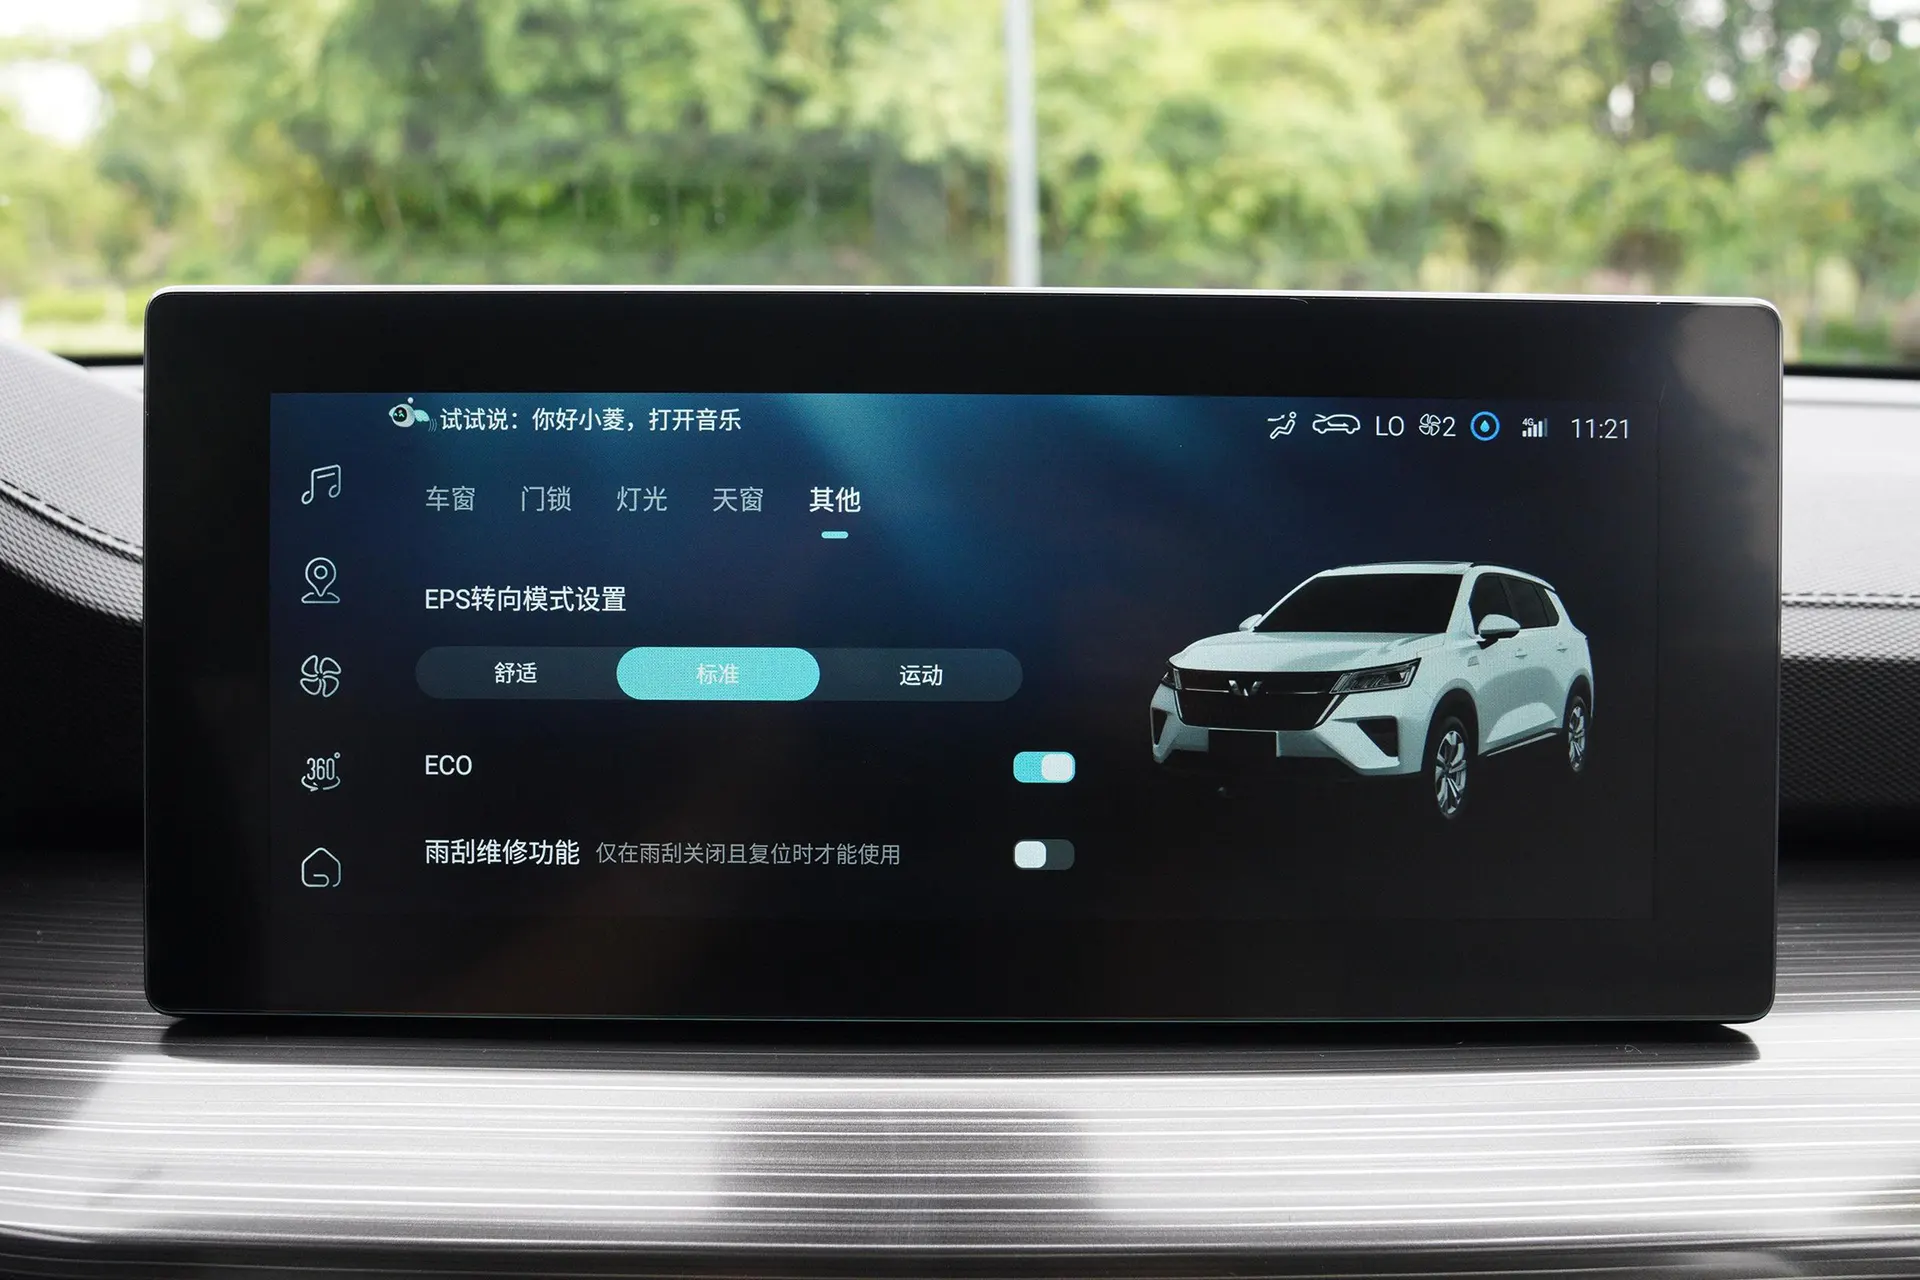 试试说：你好小菱，打开音乐
LO 2 4G 11:21
车窗 门锁 灯光 天窗 其他
EPS转向模式设置
舒适 标准 运动
ECO
360°
雨刮维修功能 仅在雨刮关闭且复位时才能使用